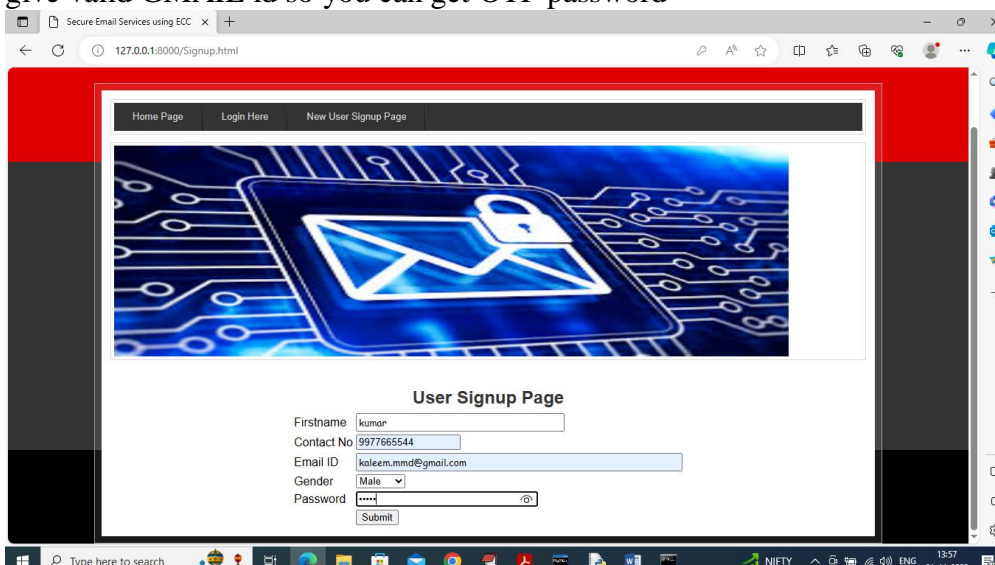 give valid GMAIL id so you can get OTP password
Secure Email Services using ECC
127.0.0.1:8000/Signup.html
Home Page Login Here New User Signup Page
User Signup Page
Firstname kumar
Contact No 9977665544
Email ID kaleem.mmd@gmail.com
Gender Male
Password •••••
Submit
Type here to search NIFTY ENG 13:57